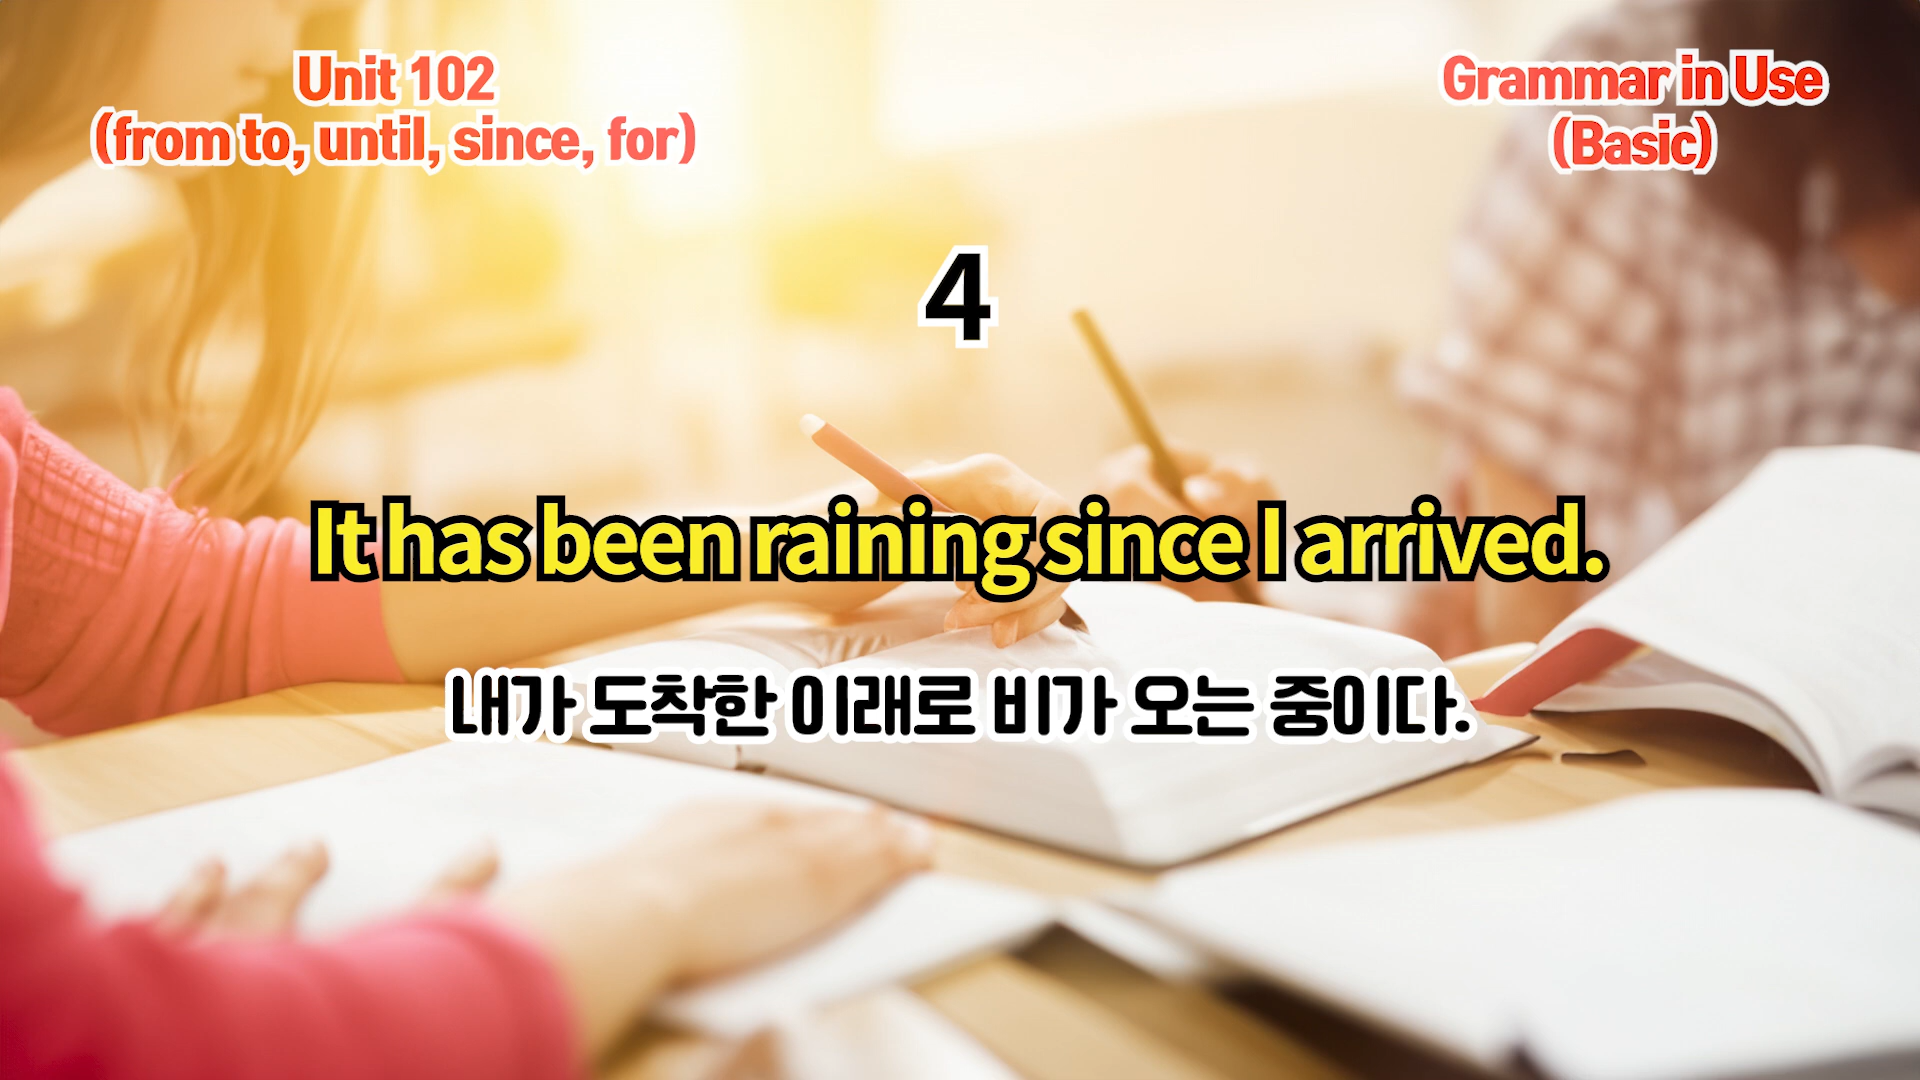 Unit 102
(from to, until, since, for)
Grammar in Use
(Basic)
4
It has been raining since I arrived.
내가 도착한 이래로 비가 오는 중이다.